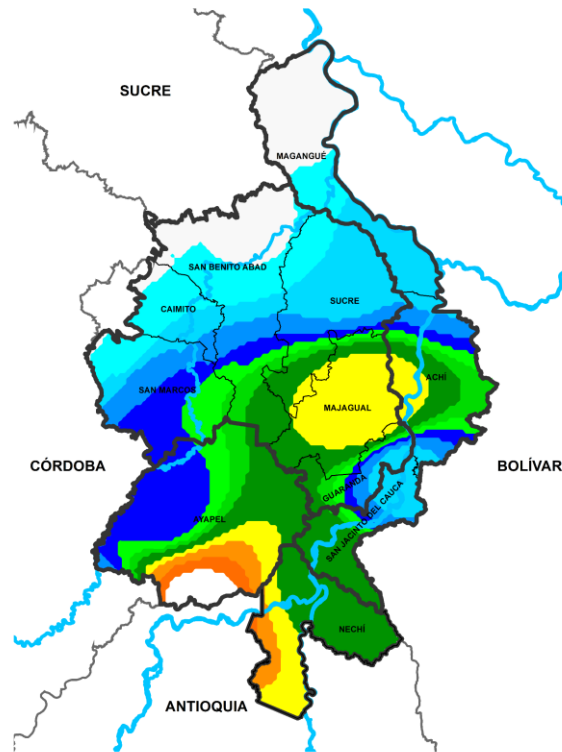 SUCRE
MAGANGUÉ
SAN BENITO ABAD
CAIMITO
SUCRE
SAN MARCOS
ACHÍ
MAJAGUAL
CÓRDOBA
BOLÍVAR
GUARANDA
SAN JACINTO DEL CAUCA
AYAPEL
NECHÍ
ANTIOQUIA